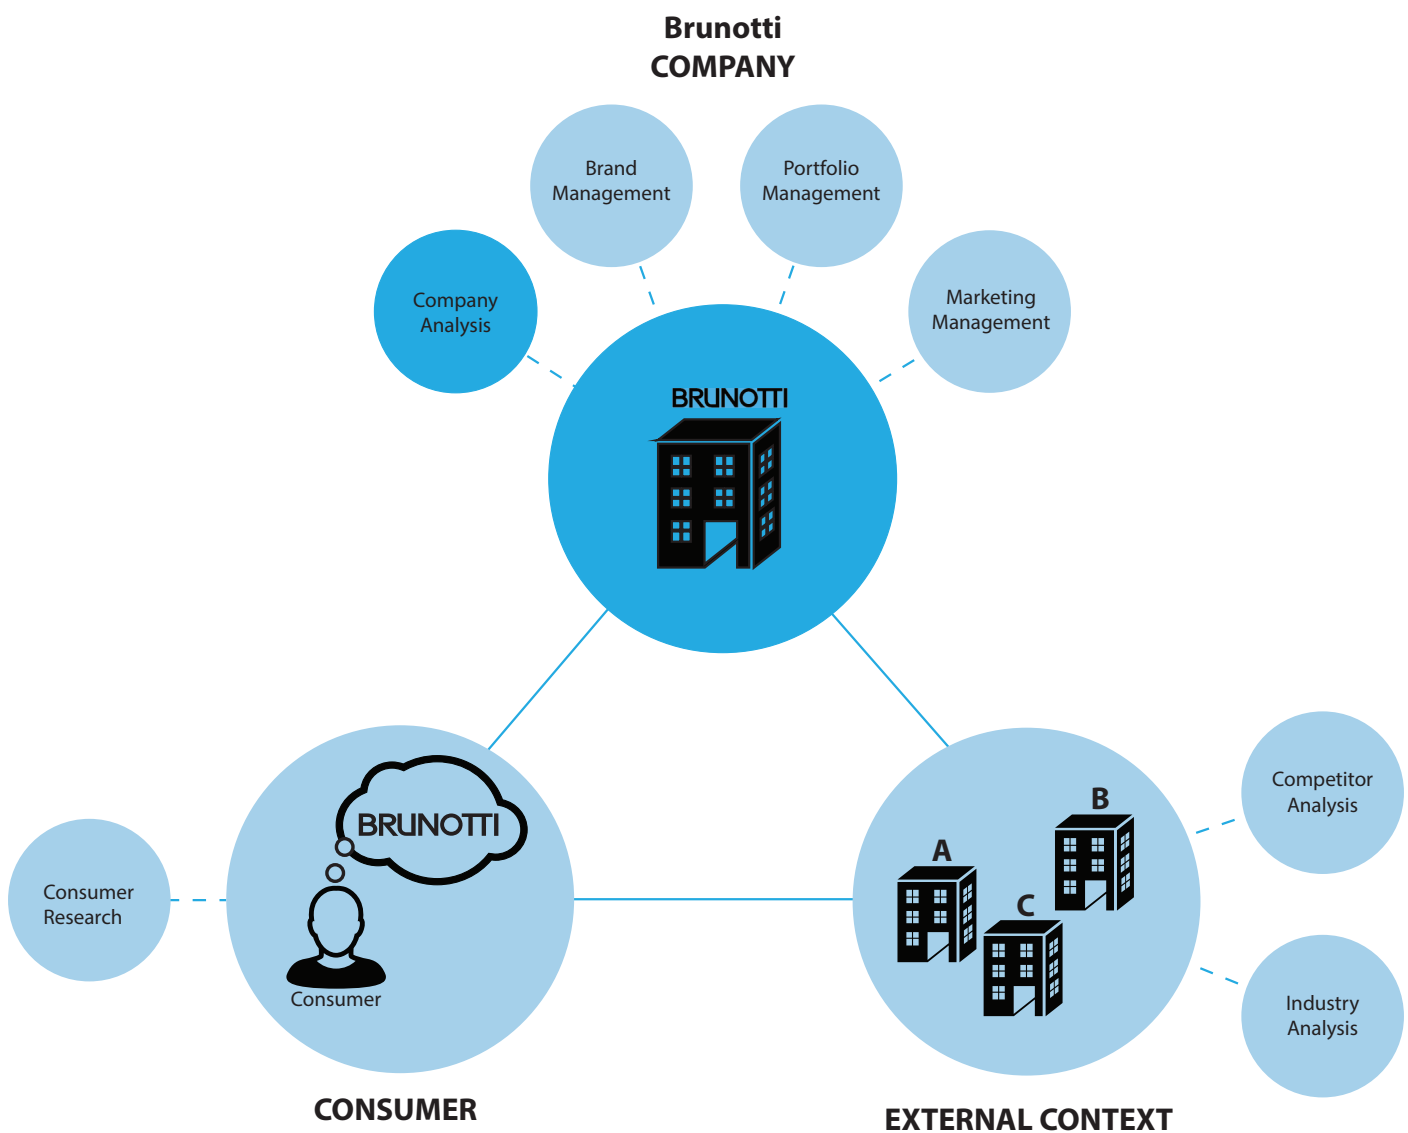 Brunotti
COMPANY
Brand
Management
Portfolio
Management
Company
Analysis
Marketing
Management
BRUNOTTI
BRUNOTTI
Consumer
Consumer
Research
A
B
C
Competitor
Analysis
Industry
Analysis
CONSUMER
EXTERNAL CONTEXT